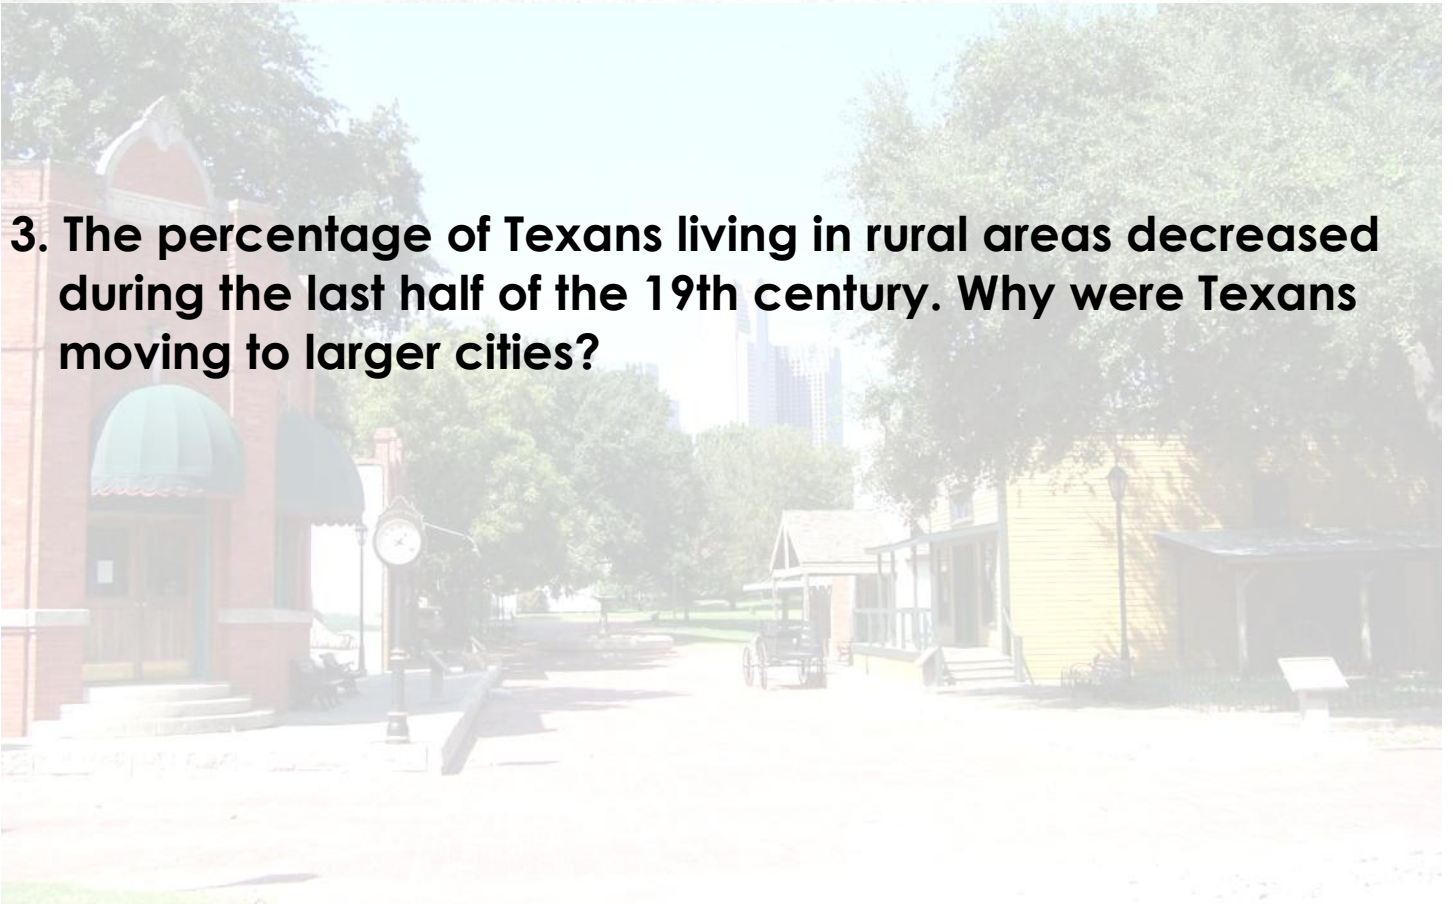 3. The percentage of Texans living in rural areas decreased
during the last half of the 19th century. Why were Texans
moving to larger cities?